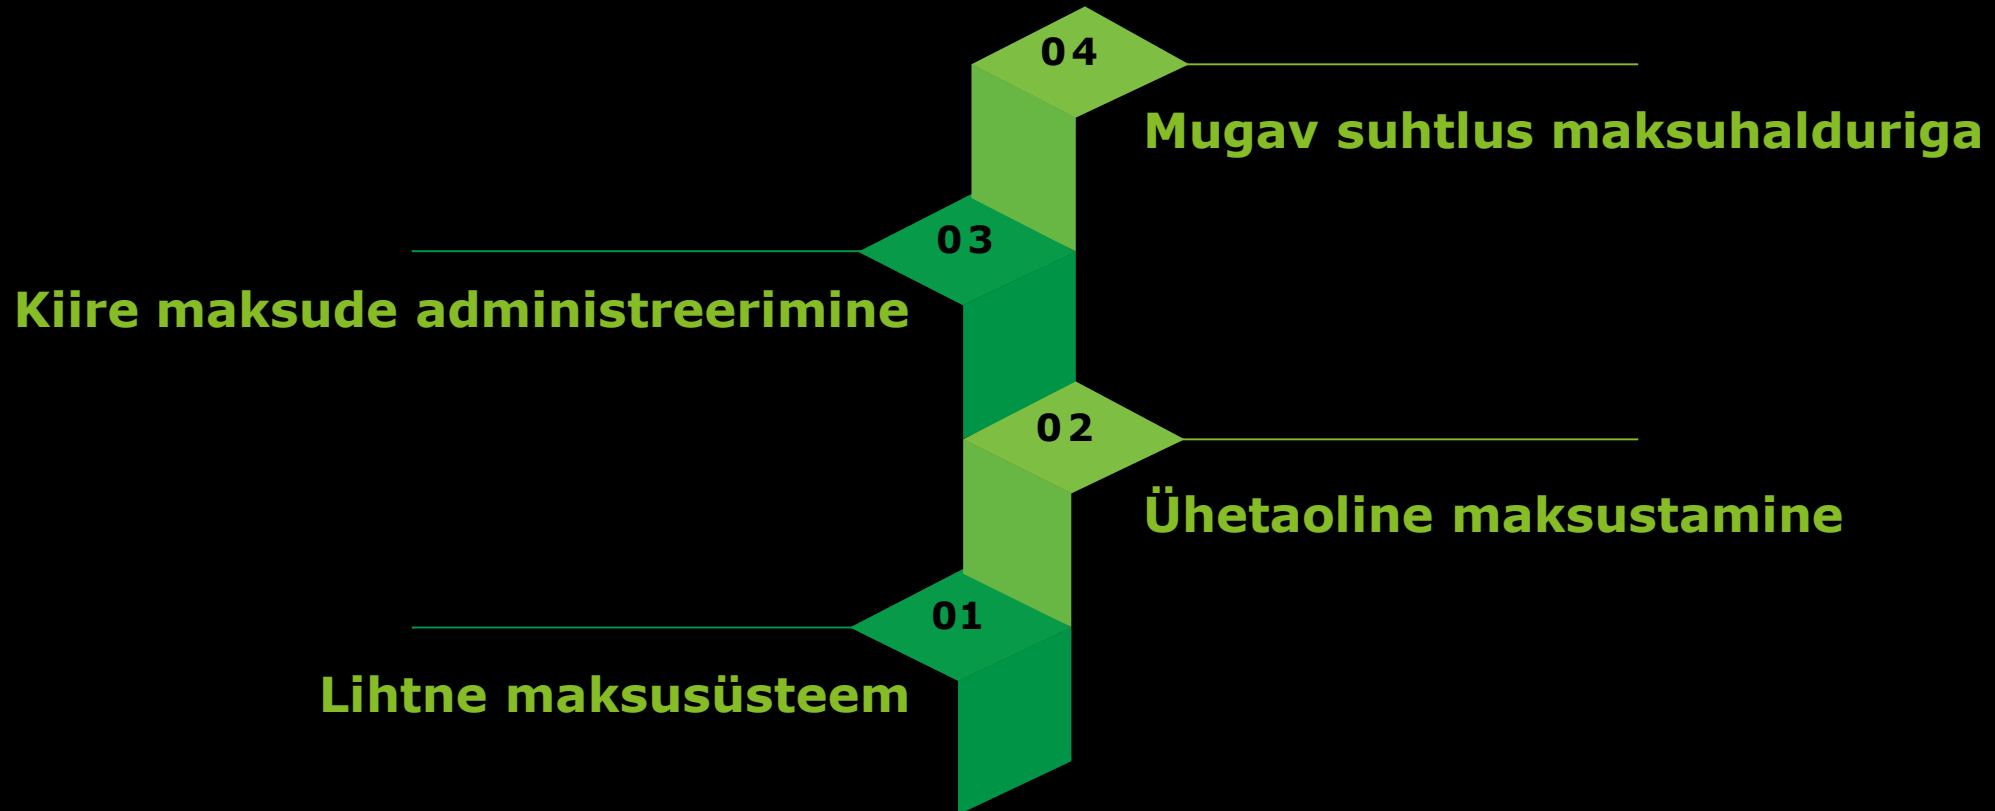 04
Mugav suhtlus maksuhalduriga
03
Kiire maksude administreerimine
02
Ühetaoline maksustamine
01
Lihtne maksusüsteem